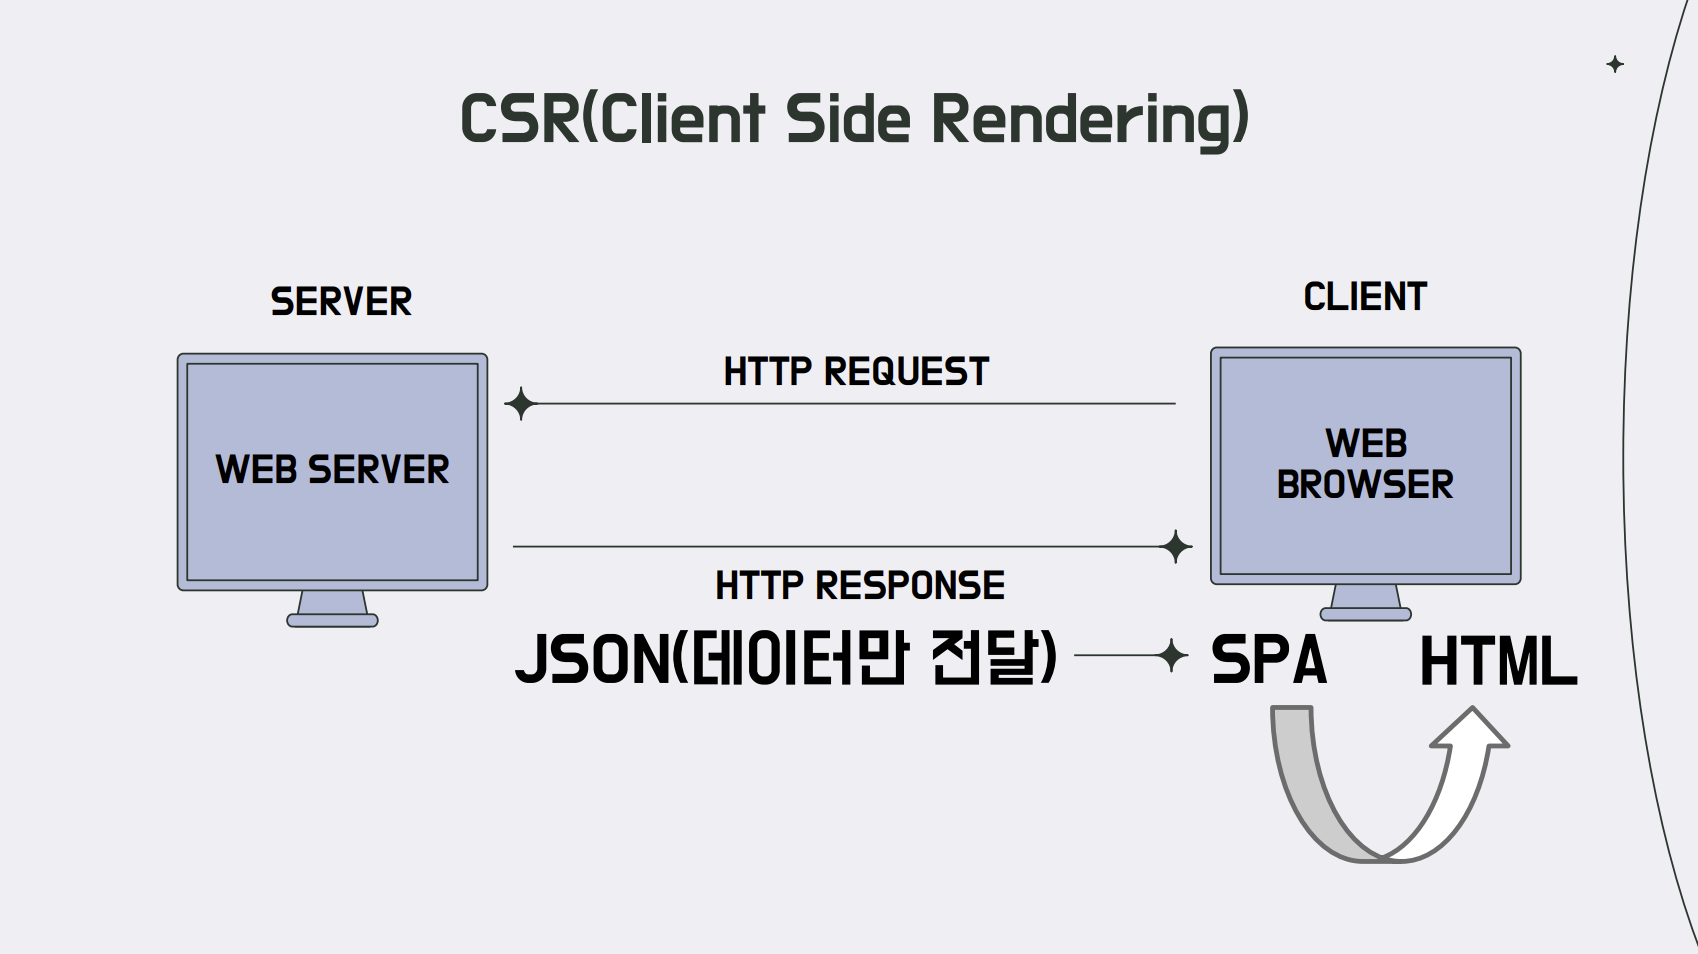 CSR(Client Side Rendering)
SERVER
CLIENT
HTTP REQUEST
WEB SERVER
WEB
BROWSER
HTTP RESPONSE
JSON(데이터만 전달)
SPA
HTML